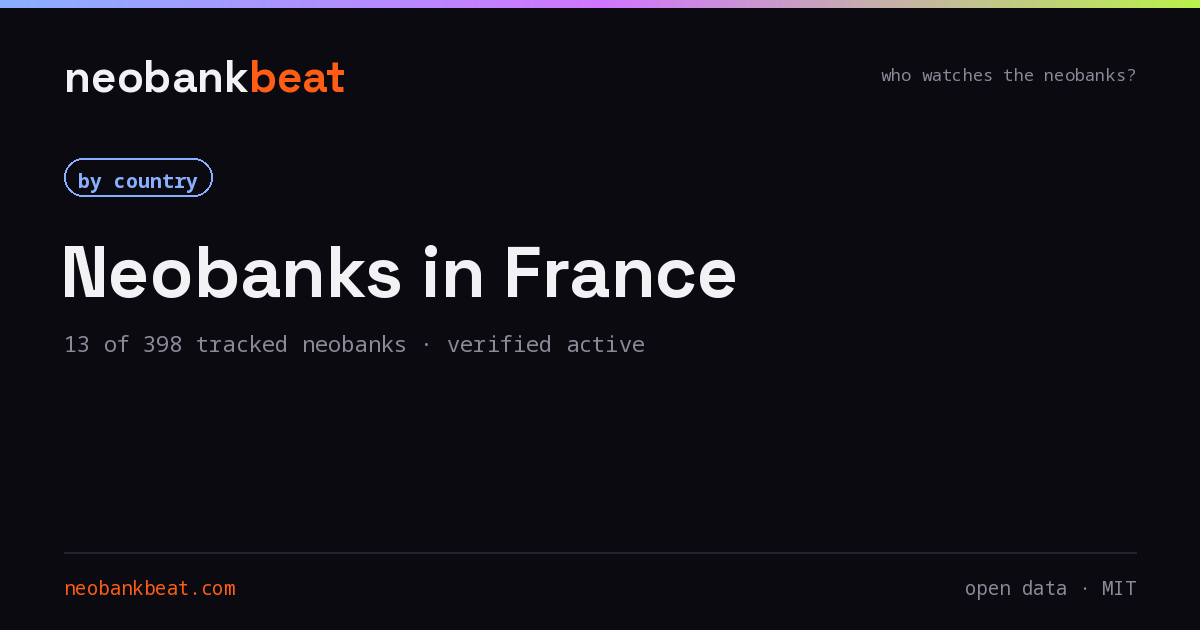 neobankbeat
who watches the neobanks?
by country
Neobanks in France
13 of 398 tracked neobanks · verified active
neobankbeat.com
open data · MIT